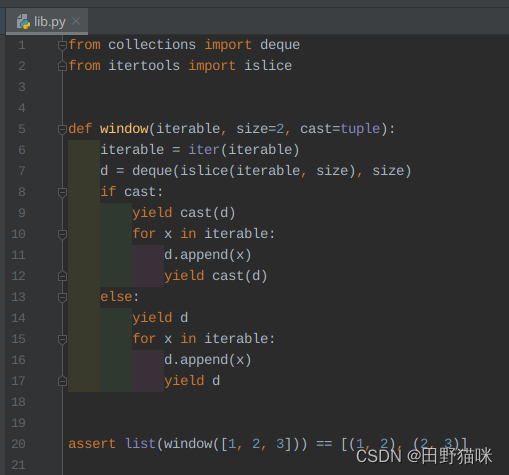 lib.py
1 from collections import deque
2 from itertools import islice
3
4
5 def window(iterable, size=2, cast=tuple):
6     iterable = iter(iterable)
7     d = deque(islice(iterable, size), size)
8     if cast:
9         yield cast(d)
10         for x in iterable:
11             d.append(x)
12             yield cast(d)
13     else:
14         yield d
15         for x in iterable:
16             d.append(x)
17             yield d
18
19
20 assert list(window([1, 2, 3])) == [(1, 2), (2, 3)]
21
CSDN @田野猫咪